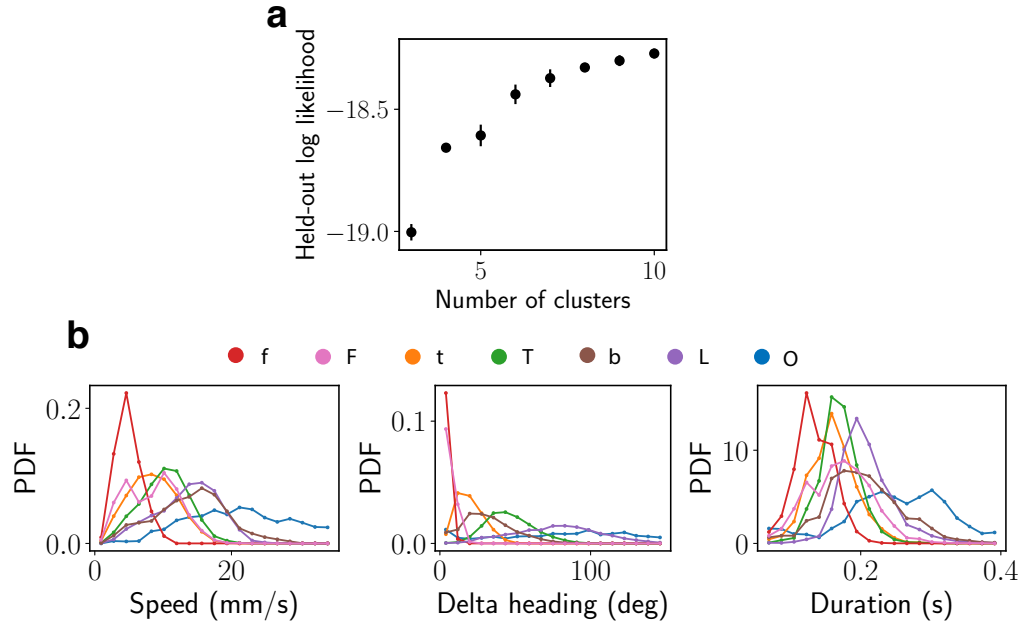 a
Held-out log likelihood
−18.5
−19.0
5 10
Number of clusters
b
f F t T b L O
PDF
0.2
0.0
0 20
Speed (mm/s)
PDF
0.1
0.0
0 100
Delta heading (deg)
PDF
10
0
0.2 0.4
Duration (s)